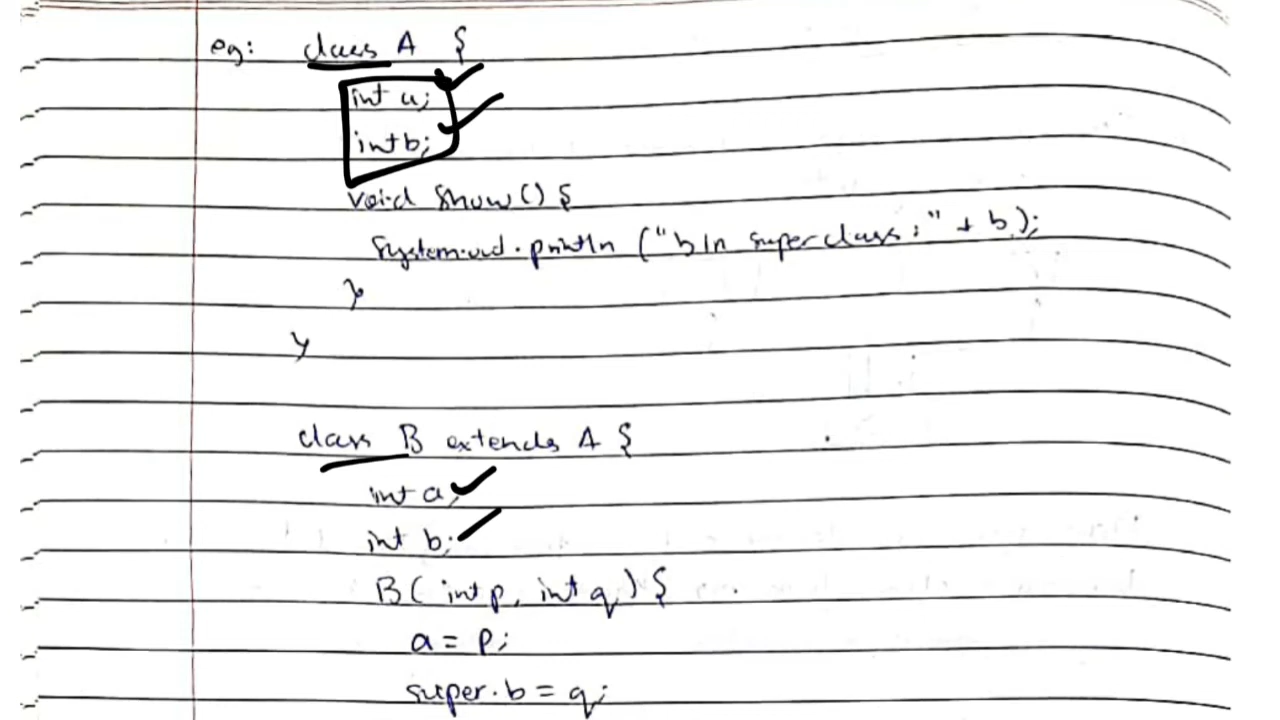 eg: class A {
int a;
int b;
void show() {
System.out.println ("b in superclass:" + b);
}
}
class B extends A {
int a;
int b;
B( int p, int q ) {
a = p;
super.b = q;